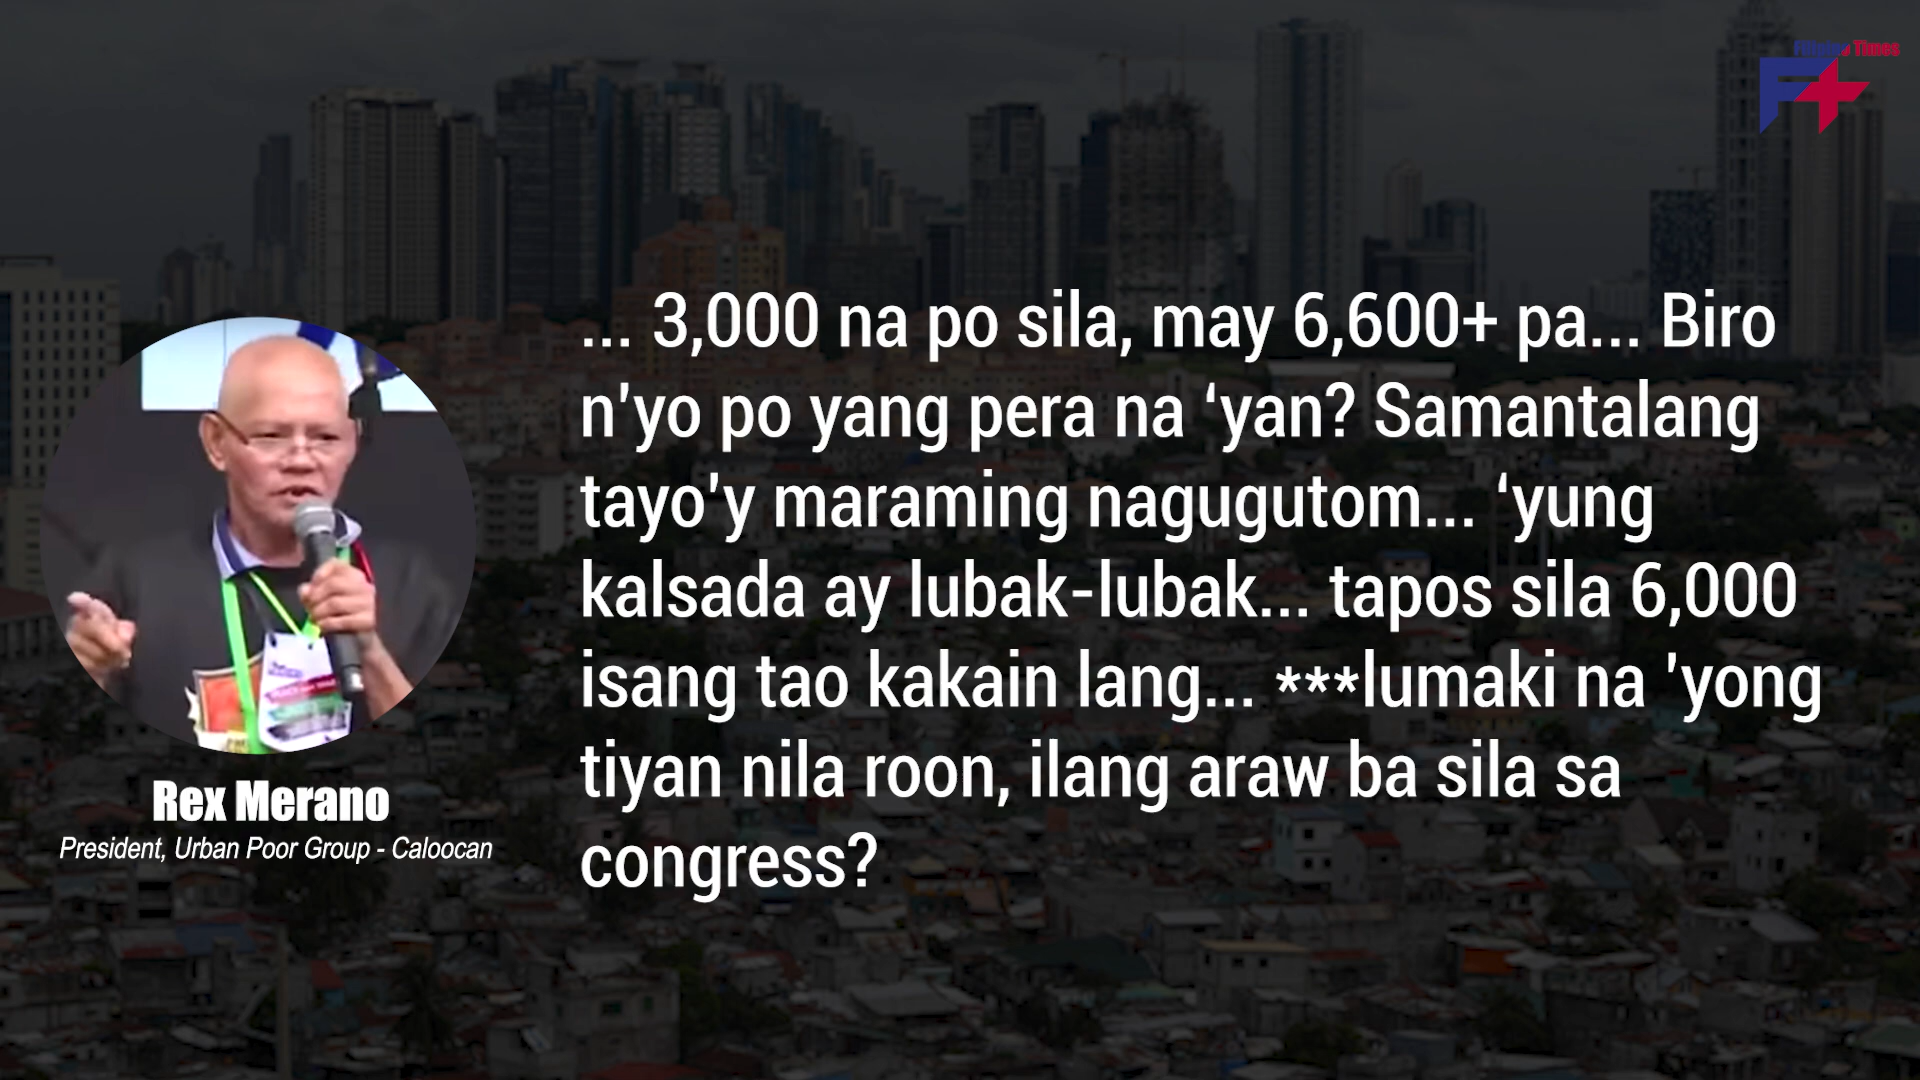 Filipino Times
... 3,000 na po sila, may 6,600+ pa... Biro
n'yo po yang pera na ‘yan? Samantalang
tayo'y maraming nagugutom... ‘yung
kalsada ay lubak-lubak... tapos sila 6,000
isang tao kakain lang... ***lumaki na 'yong
tiyan nila roon, ilang araw ba sila sa
congress?
Rex Merano
President, Urban Poor Group - Caloocan